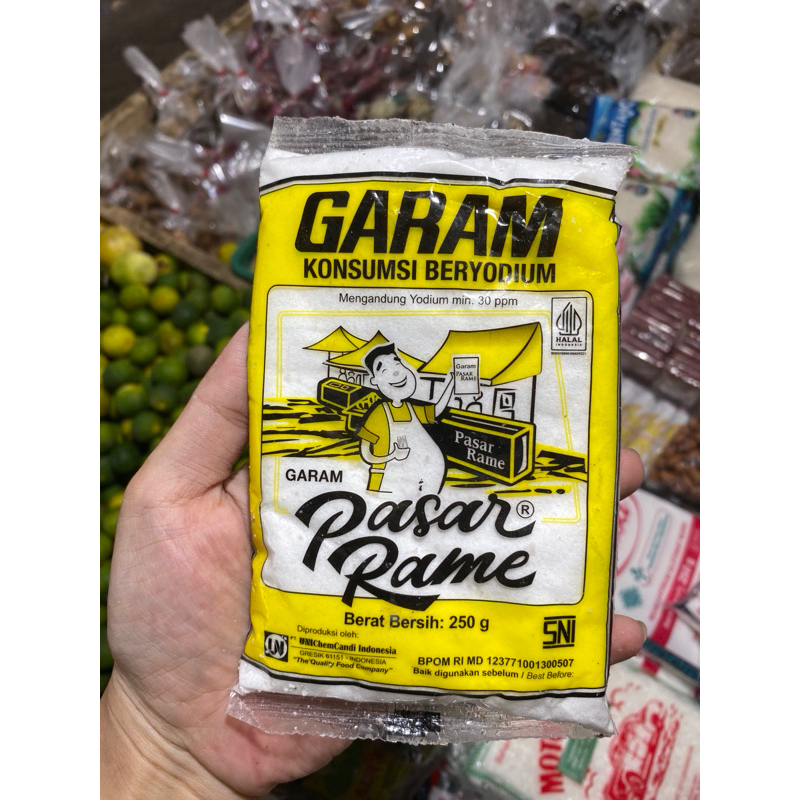 GARAM
KONSUMSI BERYODIUM
Mengandung Yodium min. 30 ppm
HALAL
INDONESIA
Garam
PASAR
RAME
Pasar
Rame
GARAM
Pasar ®
Rame
Berat Bersih: 250 g
SNI
Diproduksi oleh:
UNIChemCandi Indonesia
GRESIK 61151 - INDONESIA
"The Quality Food Company"
BPOM RI MD 123771001300507
Baik digunakan sebelum / Best Before:
MOT